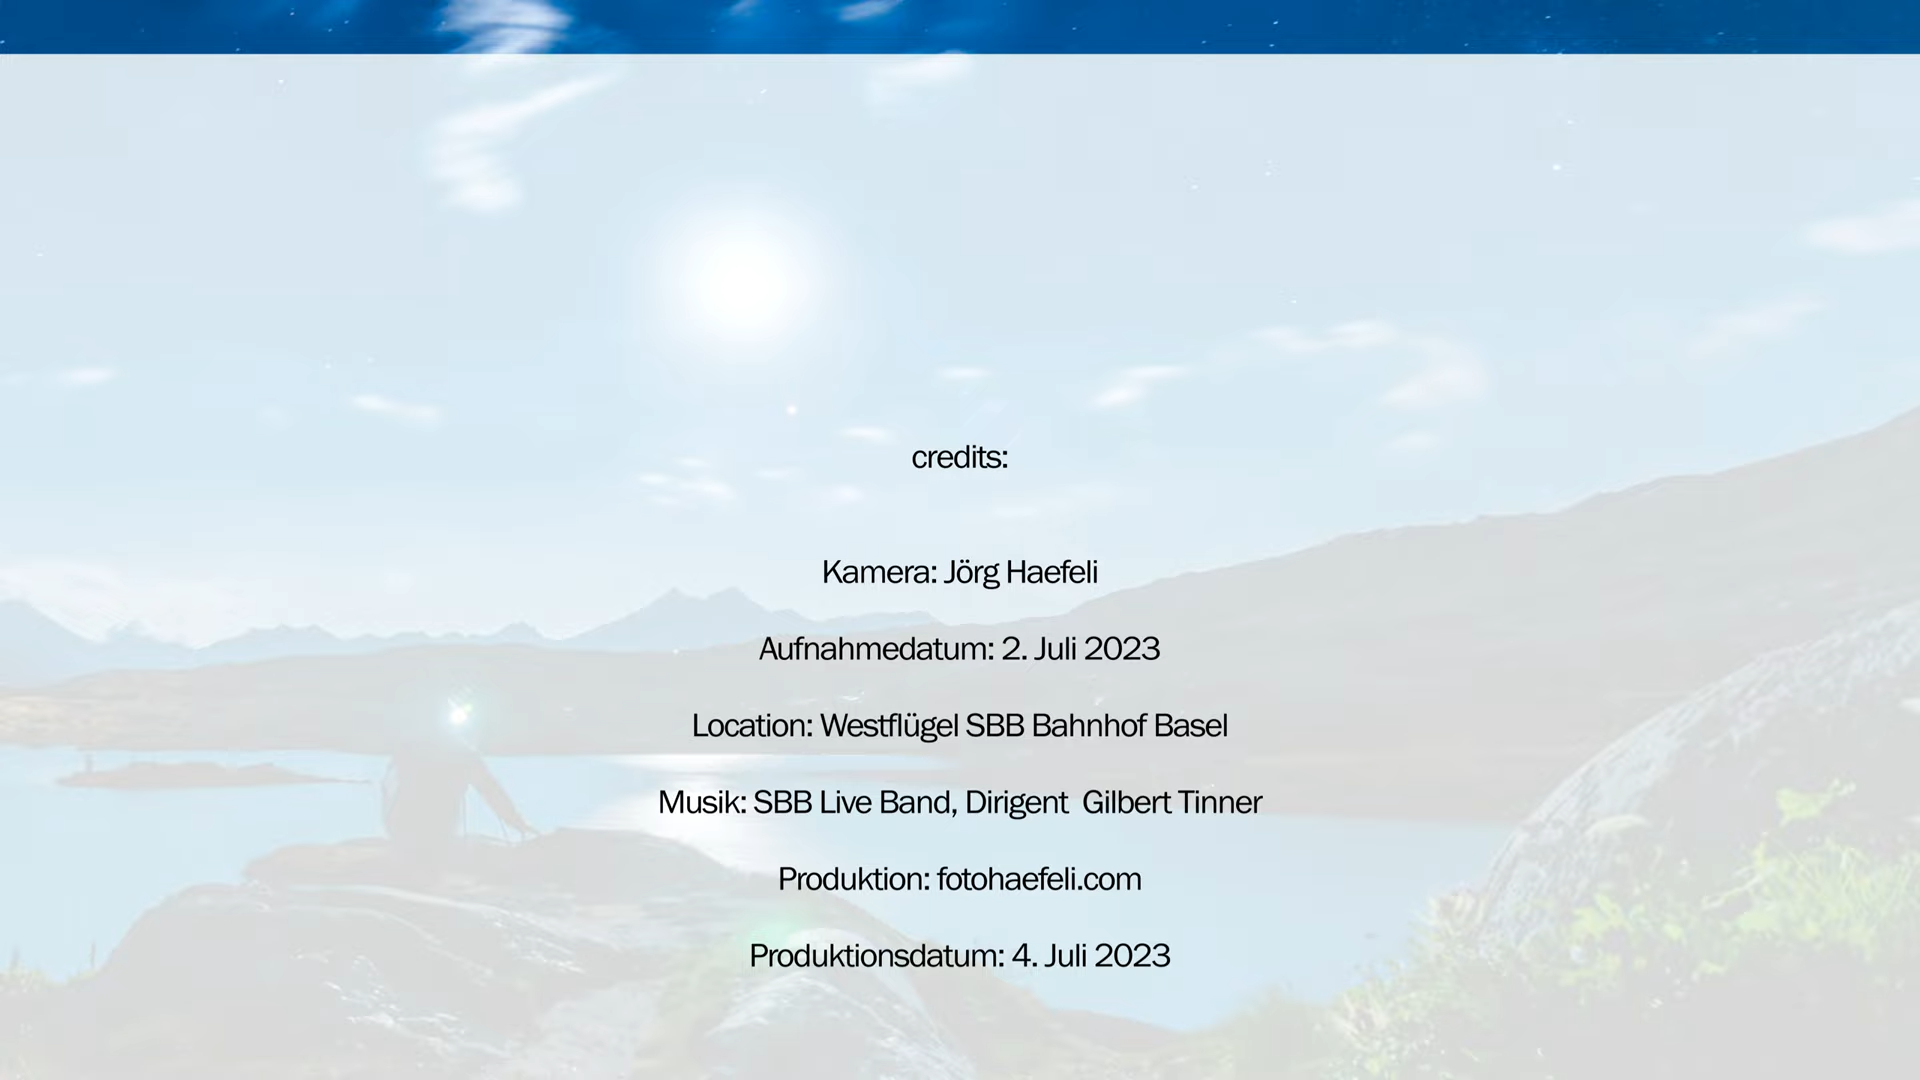 credits:
Kamera: Jörg Haefeli
Aufnahmedatum: 2. Juli 2023
Location: Westflügel SBB Bahnhof Basel
Musik: SBB Live Band, Dirigent  Gilbert Tinner
Produktion: fotohaefeli.com
Produktionsdatum: 4. Juli 2023